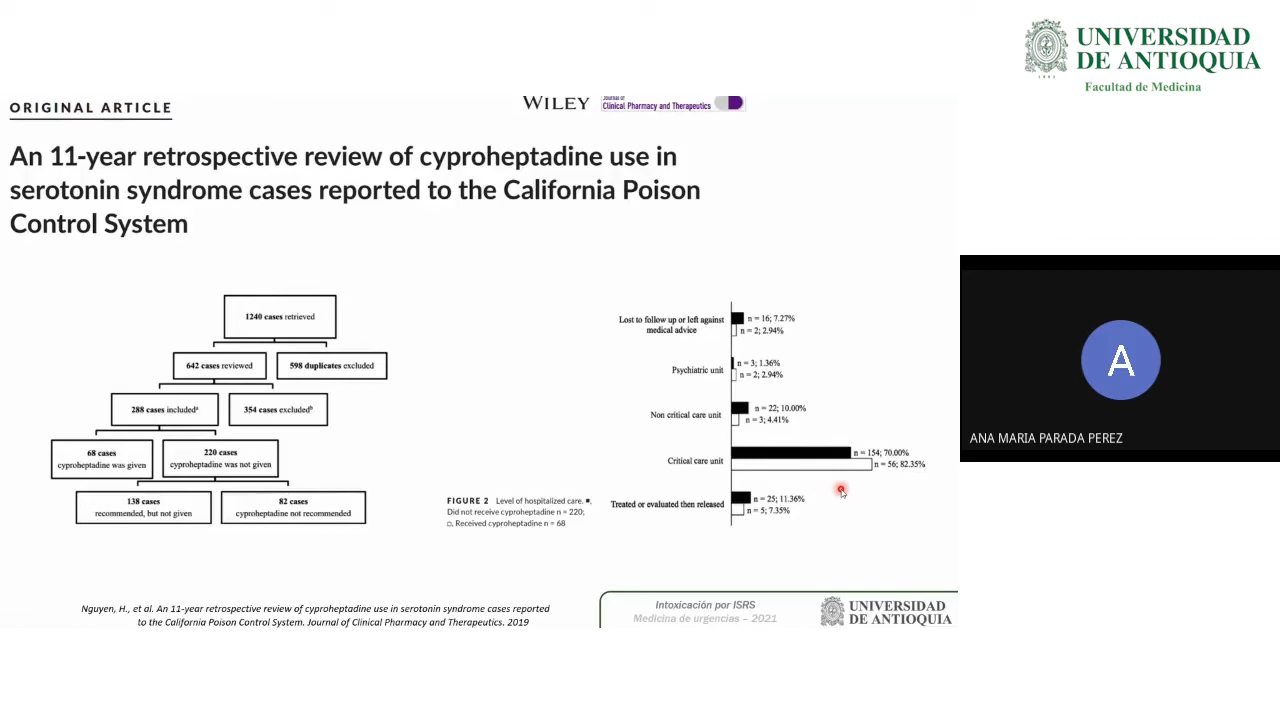 UNIVERSIDAD
DE ANTIOQUIA
1803
Facultad de Medicina
ORIGINAL ARTICLE
WILEY
Journal of
Clinical Pharmacy and Therapeutics
An 11-year retrospective review of cyproheptadine use in
serotonin syndrome cases reported to the California Poison
Control System
1240 cases retrieved
642 cases reviewed
598 duplicates excluded
288 cases includedª
354 cases excludedᵇ
68 cases
cyproheptadine was given
220 cases
cyproheptadine was not given
138 cases
recommended, but not given
82 cases
cyproheptadine not recommended
FIGURE 2 Level of hospitalized care. ■,
Did not receive cyproheptadine n = 220;
□, Received cyproheptadine n = 68
Lost to follow up or left against
medical advice
n = 16; 7.27%
n = 2; 2.94%
Psychiatric unit
n = 3; 1.36%
n = 2; 2.94%
Non critical care unit
n = 22; 10.00%
n = 3; 4.41%
Critical care unit
n = 154; 70.00%
n = 56; 82.35%
Treated or evaluated then released
n = 25; 11.36%
n = 5; 7.35%
A
ANA MARIA PARADA PEREZ
Nguyen, H., et al. An 11-year retrospective review of cyproheptadine use in serotonin syndrome cases reported
to the California Poison Control System. Journal of Clinical Pharmacy and Therapeutics. 2019
Intoxicación por ISRS
Medicina de urgencias – 2021
UNIVERSIDAD
DE ANTIOQUIA